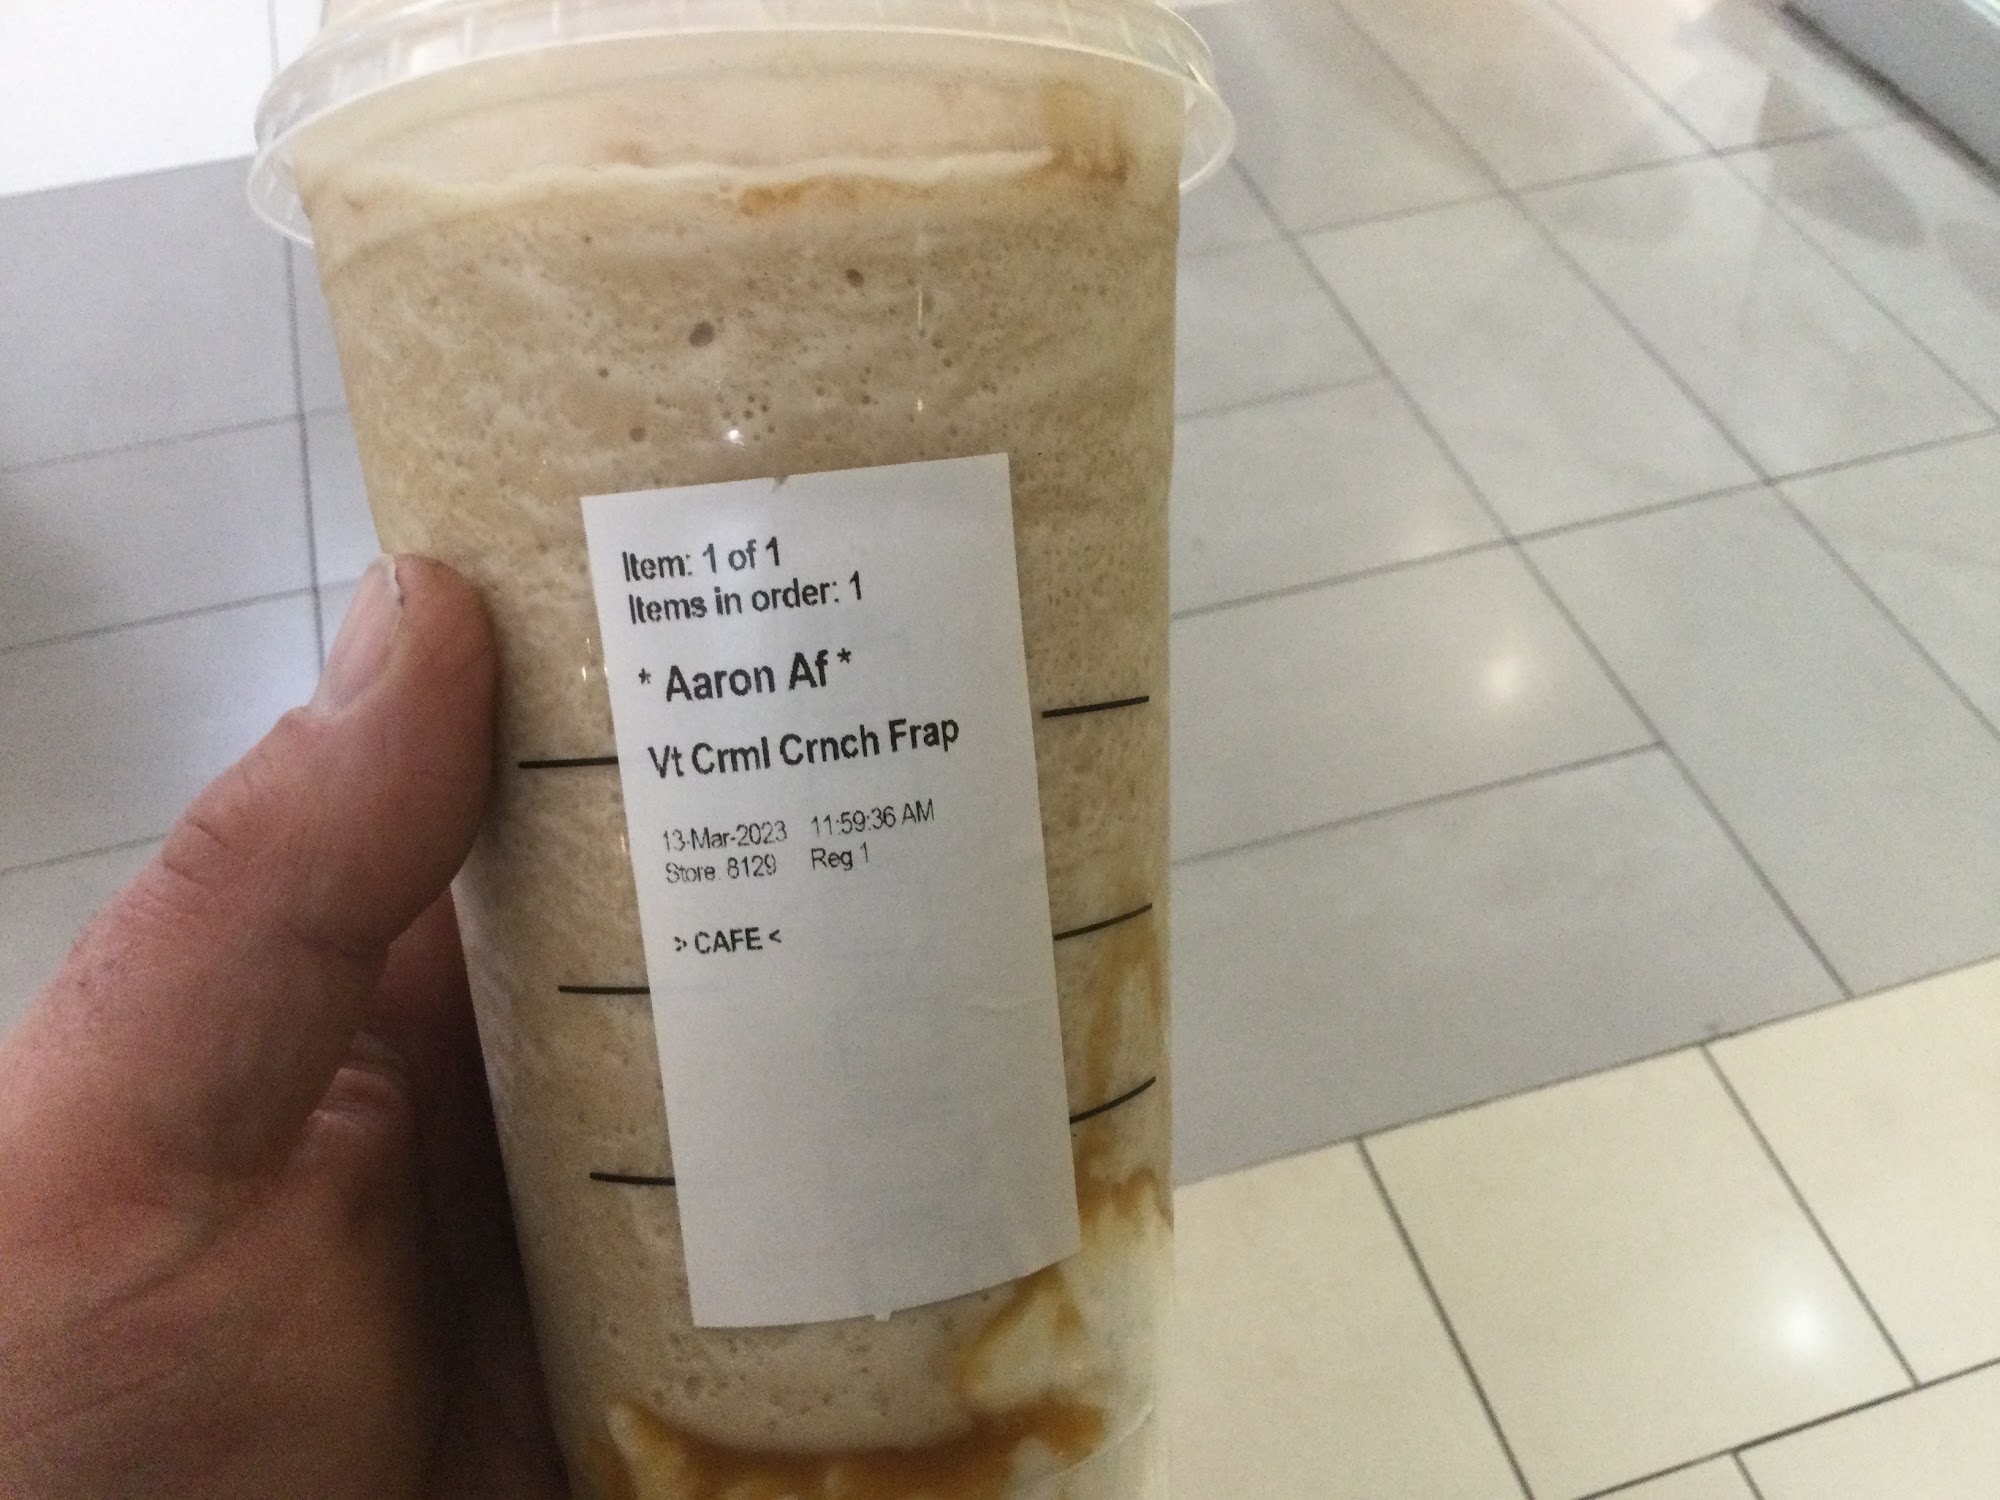 Item: 1 of 1
Items in order: 1
* Aaron Af *
Vt Crml Crnch Frap
13-Mar-2023 11:59:36 AM
Store: 8129 Reg 1
> CAFE <